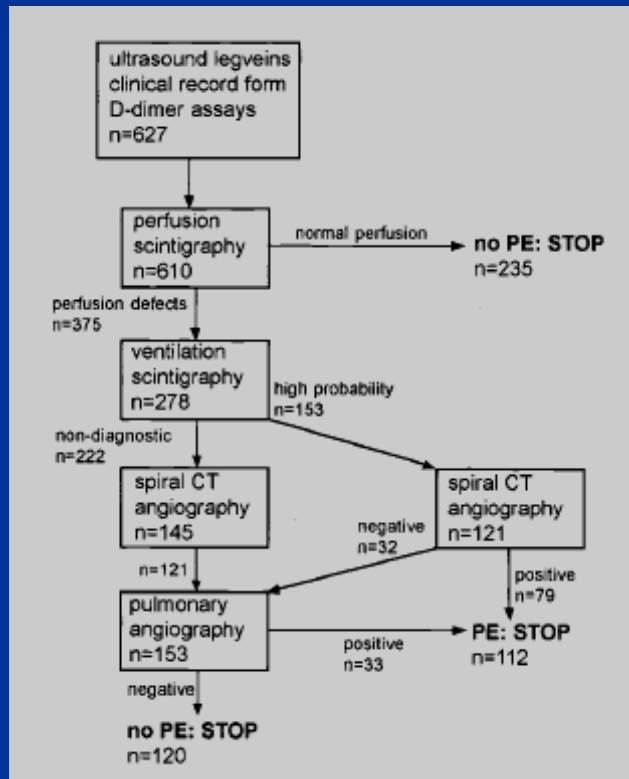 ultrasound legveins
clinical record form
D-dimer assays
n=627
perfusion
scintigraphy
n=610
normal perfusion
no PE: STOP
n=235
perfusion defects
n=375
ventilation
scintigraphy
n=278
high probability
n=153
non-diagnostic
n=222
spiral CT
angiography
n=145
spiral CT
angiography
n=121
negative
n=32
n=121
positive
n=79
pulmonary
angiography
n=153
positive
n=33
PE: STOP
n=112
negative
no PE: STOP
n=120